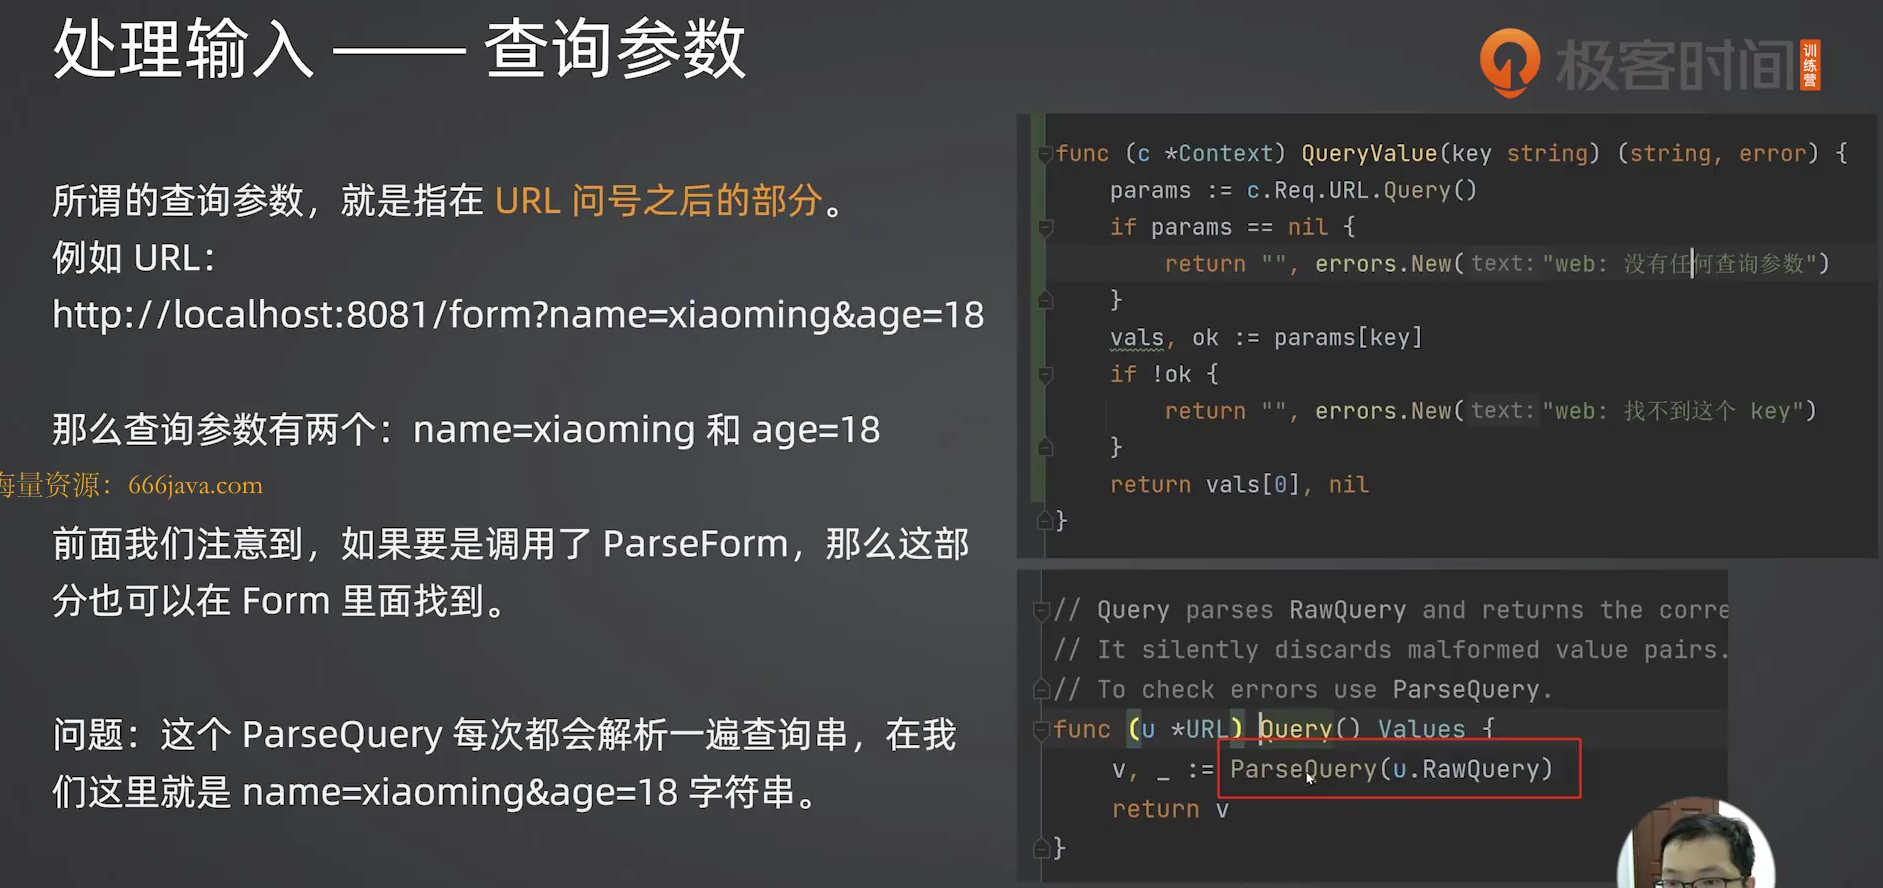 处理输入 —— 查询参数
极客时间
训练营
所谓的查询参数，就是指在 URL 问号之后的部分。
例如 URL：
http://localhost:8081/form?name=xiaoming&age=18
那么查询参数有两个：name=xiaoming 和 age=18
海量资源：666java.com
前面我们注意到，如果要是调用了 ParseForm，那么这部
分也可以在 Form 里面找到。
问题：这个 ParseQuery 每次都会解析一遍查询串，在我
们这里就是 name=xiaoming&age=18 字符串。
func (c *Context) QueryValue(key string) (string, error) {
params := c.Req.URL.Query()
if params == nil {
return "", errors.New( text: "web: 没有任何查询参数")
}
vals, ok := params[key]
if !ok {
return "", errors.New( text: "web: 找不到这个 key")
}
return vals[0], nil
}
// Query parses RawQuery and returns the corre
// It silently discards malformed value pairs.
// To check errors use ParseQuery.
func (u *URL) Query() Values {
v, _ := ParseQuery(u.RawQuery)
return v
}